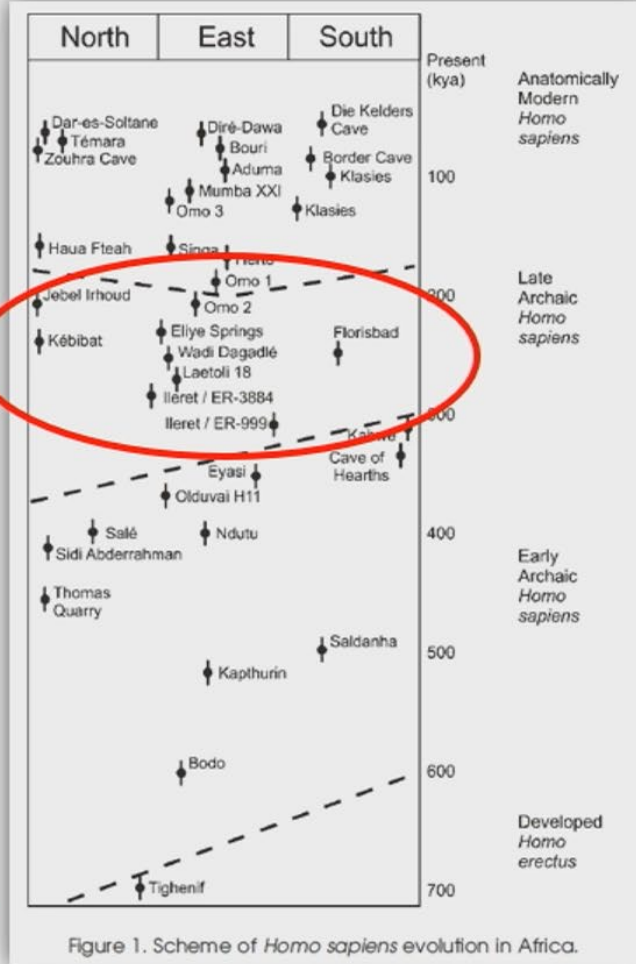 North East South
Present
(kya)
Anatomically
Modern
Homo
sapiens
Dar-es-Soltane
Témara
Zouhra Cave
Diré-Dawa
Bouri
Aduma
Mumba XXI
Omo 3
Die Kelders
Cave
Border Cave
Klasies
Klasies
100
Haua Fteah
Singa
Herto
Omo 1
Omo 2
Jebel Irhoud
Kébibat
Eliye Springs
Wadi Dagadlé
Laetoli 18
Ileret / ER-3884
Ileret / ER-999
Florisbad
200
Late
Archaic
Homo
sapiens
300
Kabwe
Cave of
Hearths
Eyasi
Olduvai H11
Salé
Sidi Abderrahman
Ndutu
400
Thomas
Quarry
Early
Archaic
Homo
sapiens
Saldanha
500
Kapthurin
Bodo
600
Developed
Homo
erectus
Tighenif
700
Figure 1. Scheme of Homo sapiens evolution in Africa.